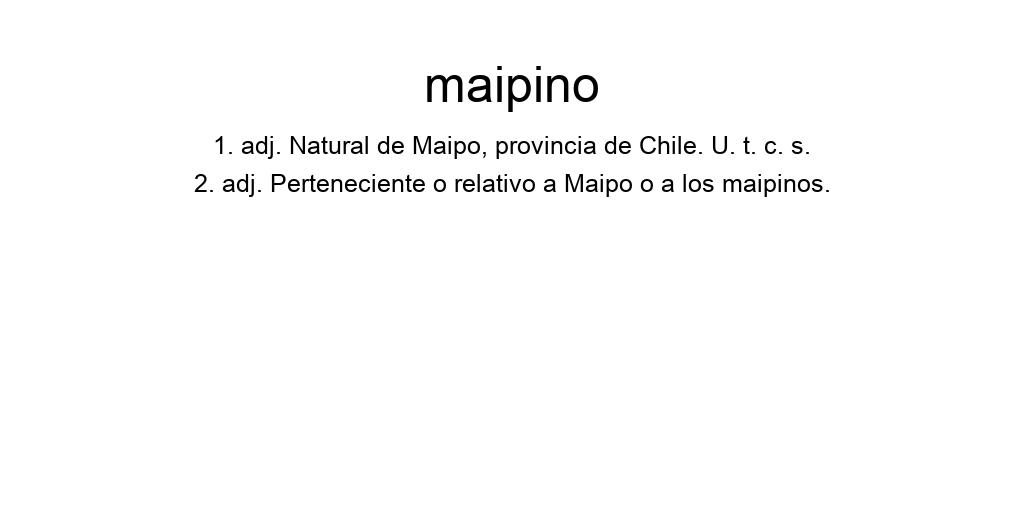 maipino
1. adj. Natural de Maipo, provincia de Chile. U. t. c. s.
2. adj. Perteneciente o relativo a Maipo o a los maipinos.